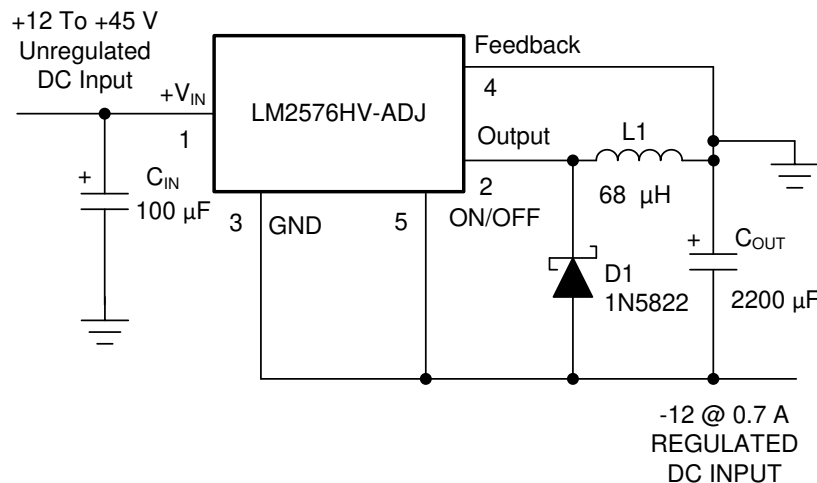 +12 To +45 V
Unregulated
DC Input
+V_IN
1
LM2576HV-ADJ
Feedback
4
Output
2
ON/OFF
L1
68 µH
+
C_IN
100 µF
3
GND
5
D1
1N5822
+
C_OUT
2200 µF
-12 @ 0.7 A
REGULATED
DC INPUT